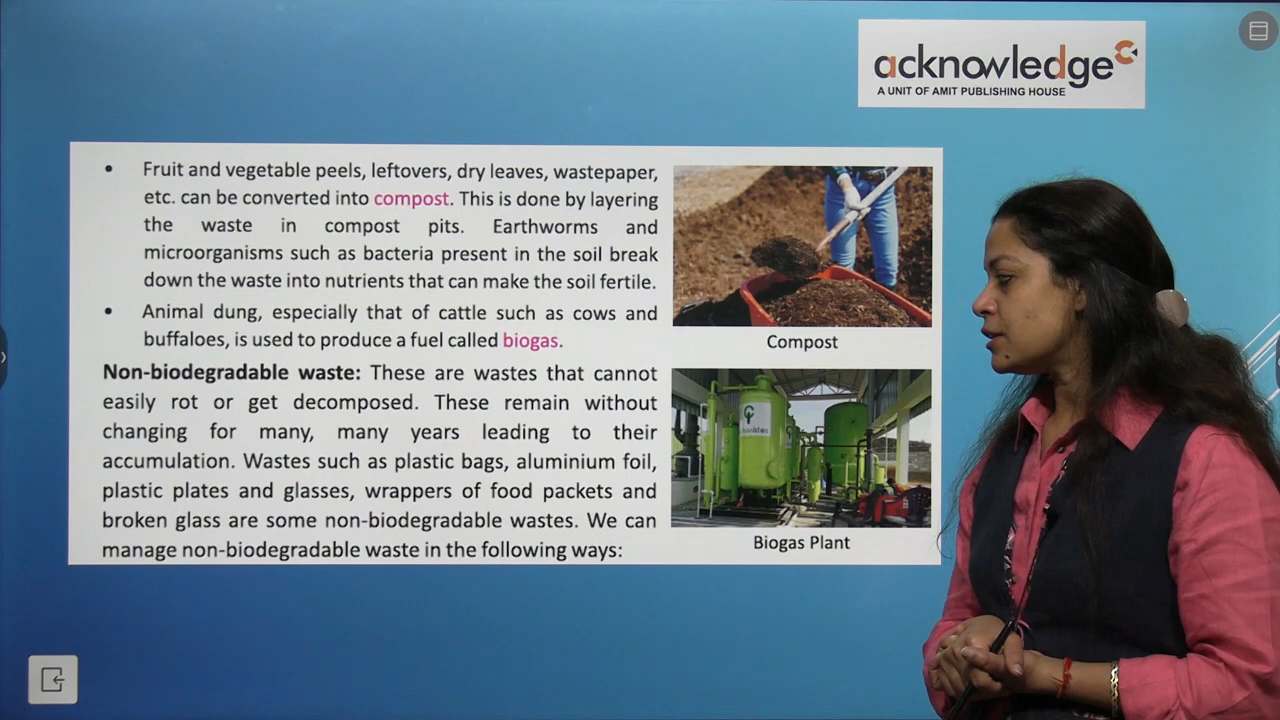 acknowledge
A UNIT OF AMIT PUBLISHING HOUSE
• Fruit and vegetable peels, leftovers, dry leaves, wastepaper,
etc. can be converted into compost. This is done by layering
the waste in compost pits. Earthworms and
microorganisms such as bacteria present in the soil break
down the waste into nutrients that can make the soil fertile.
• Animal dung, especially that of cattle such as cows and
buffaloes, is used to produce a fuel called biogas.
Non-biodegradable waste: These are wastes that cannot
easily rot or get decomposed. These remain without
changing for many, many years leading to their
accumulation. Wastes such as plastic bags, aluminium foil,
plastic plates and glasses, wrappers of food packets and
broken glass are some non-biodegradable wastes. We can
manage non-biodegradable waste in the following ways:
Compost
Biogas Plant